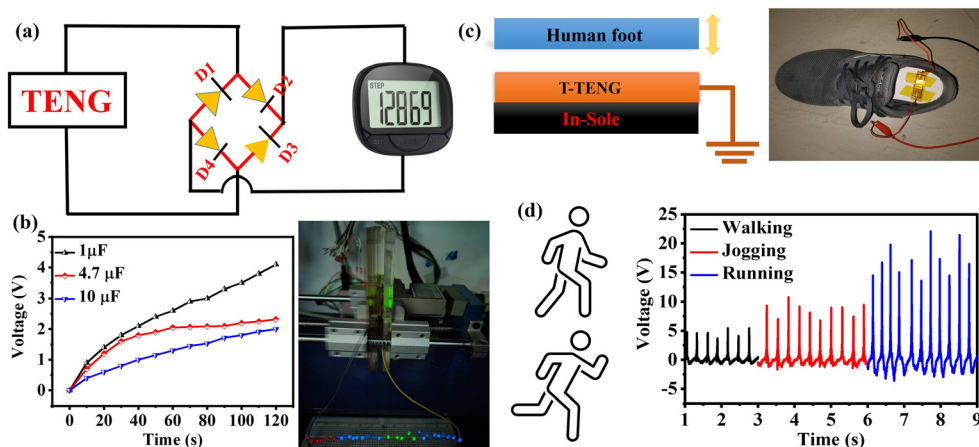 (a)
TENG
D1
D2
D3
D4
STEP
12869
(b)
Voltage (V)
5
4
3
2
1
0
1μF
4.7 μF
10 μF
0 20 40 60 80 100 120
Time (s)
(c)
Human foot
T-TENG
In-Sole
(d)
Voltage (V)
25
20
15
10
5
0
-5
Walking
Jogging
Running
1 2 3 4 5 6 7 8 9
Time (s)